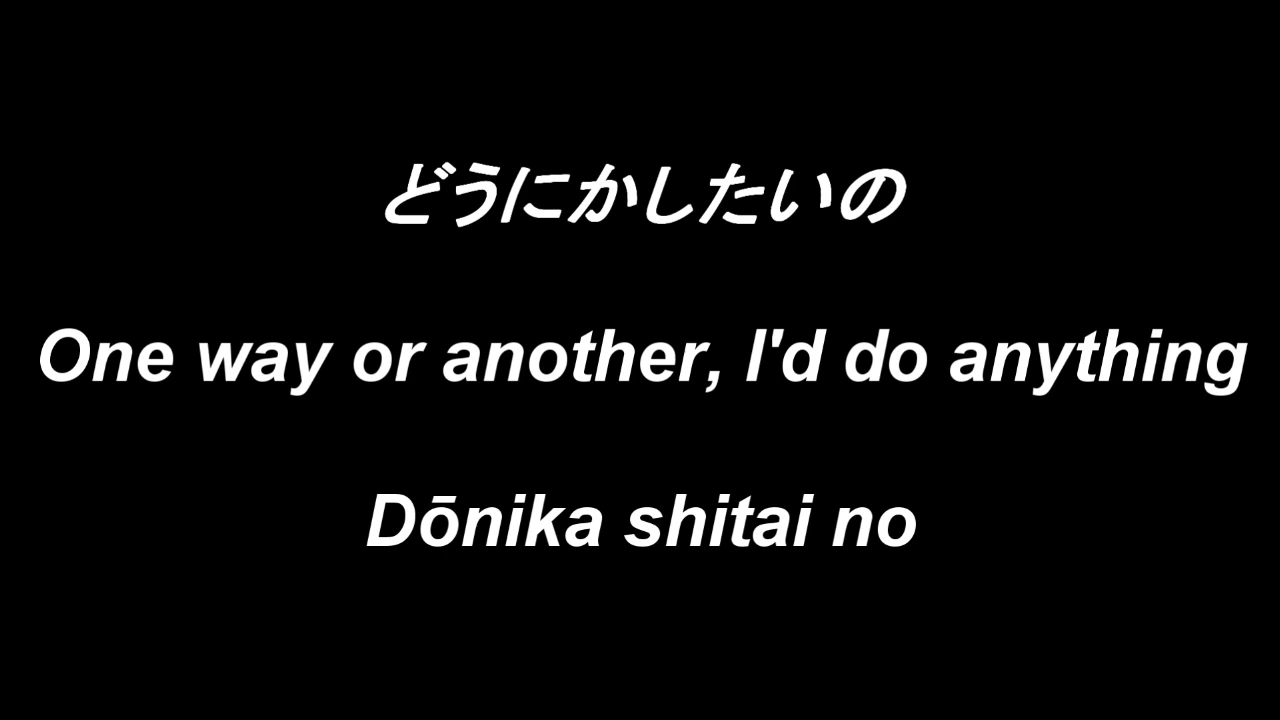 どうにかしたいの
One way or another, I'd do anything
Dōnika shitai no